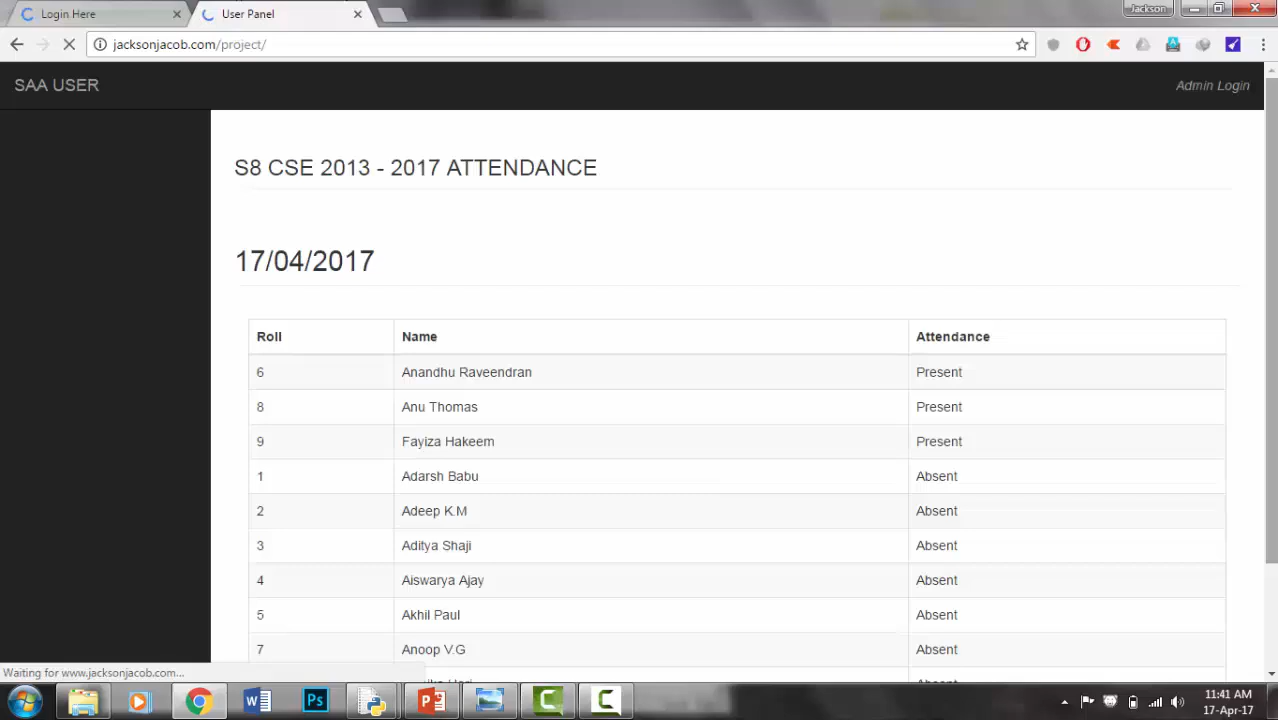 Login Here
User Panel
Jackson
jacksonjacob.com/project/
SAA USER
Admin Login
S8 CSE 2013 - 2017 ATTENDANCE
17/04/2017
Roll Name Attendance
6 Anandhu Raveendran Present
8 Anu Thomas Present
9 Fayiza Hakeem Present
1 Adarsh Babu Absent
2 Adeep K.M Absent
3 Aditya Shaji Absent
4 Aiswarya Ajay Absent
5 Akhil Paul Absent
7 Anoop V.G Absent
Waiting for www.jacksonjacob.com...
11:41 AM
17-Apr-17